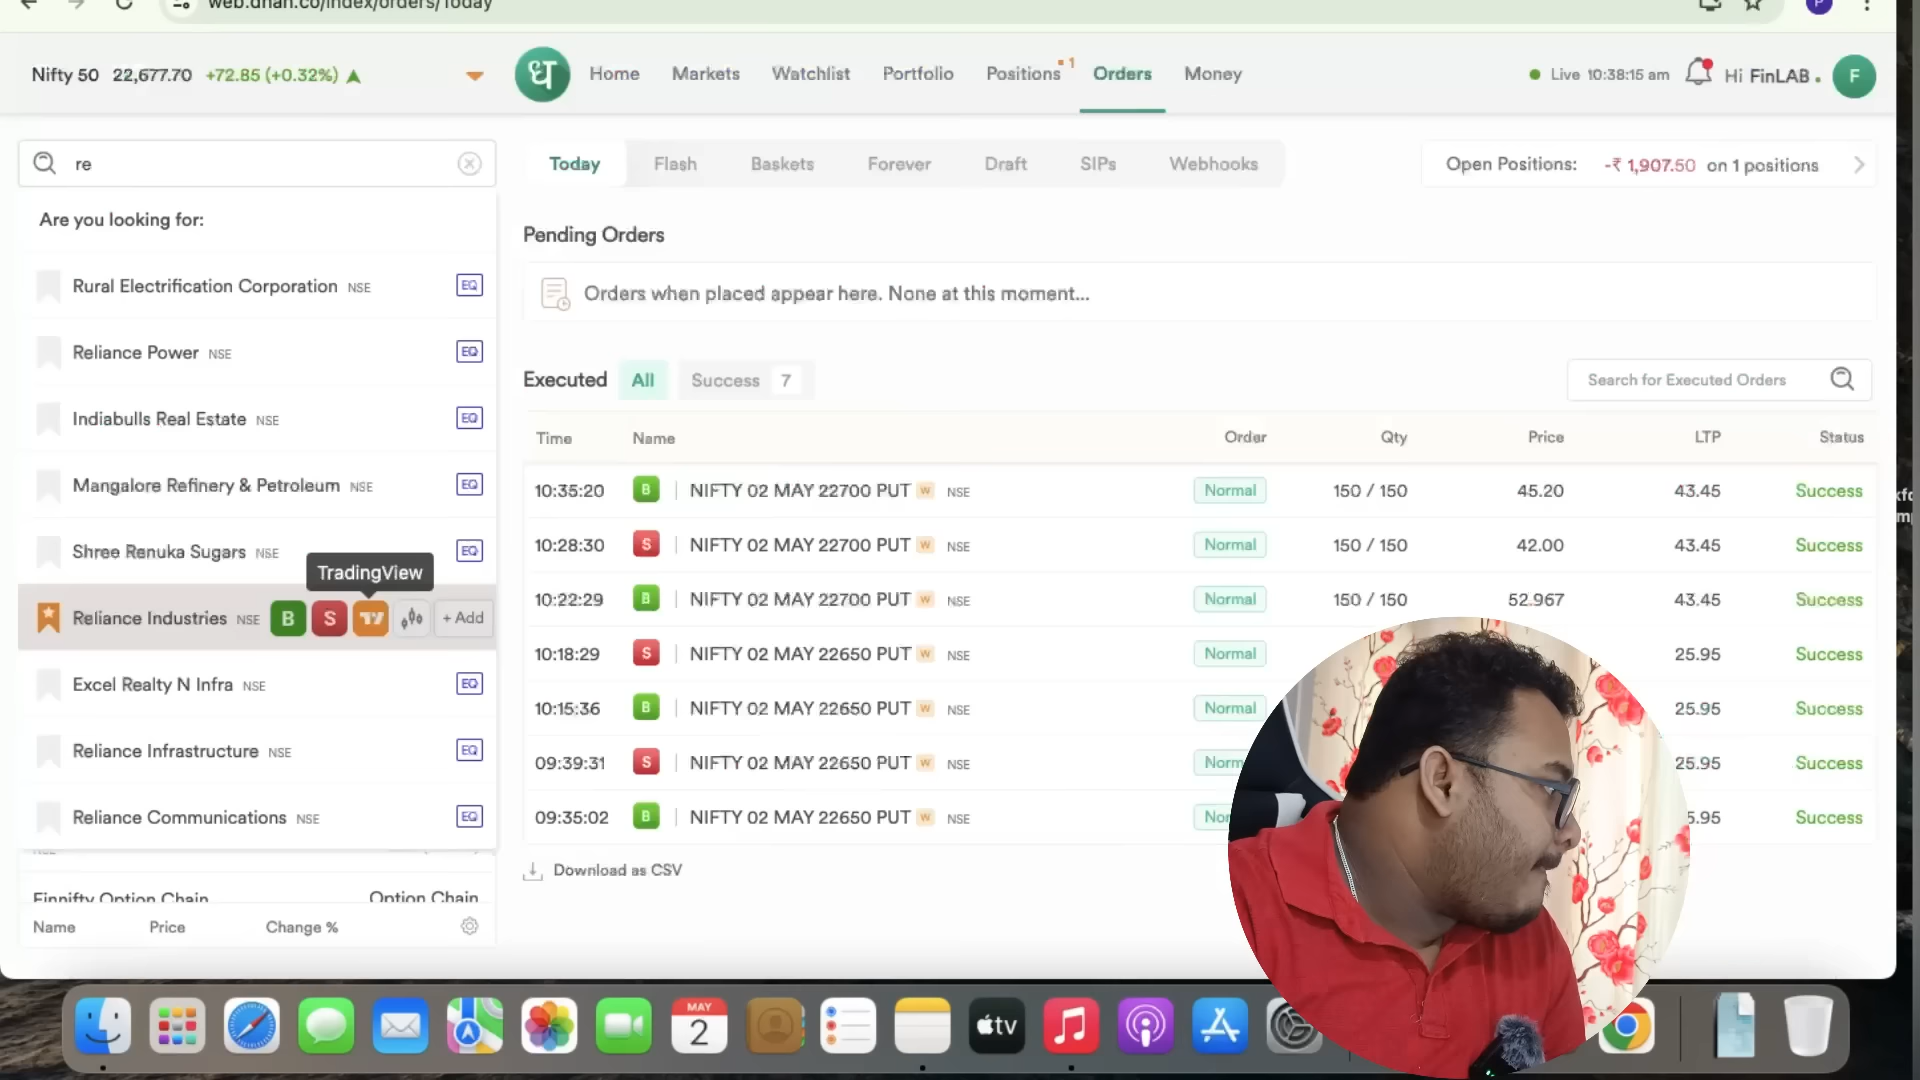 web.dhan.co/index/orders/Today
P
Nifty 50 22,677.70 +72.85 (+0.32%)
ध
Home Markets Watchlist Portfolio Positions 1 Orders Money
Live 10:38:15 am Hi FinLAB. F
re
Today Flash Baskets Forever Draft SIPs Webhooks
Open Positions: -₹ 1,907.50 on 1 positions
Are you looking for:
Rural Electrification Corporation NSE EQ
Reliance Power NSE EQ
Indiabulls Real Estate NSE EQ
Mangalore Refinery & Petroleum NSE EQ
Shree Renuka Sugars NSE EQ
TradingView
Reliance Industries NSE B S TV + Add
Excel Realty N Infra NSE EQ
Reliance Infrastructure NSE EQ
Reliance Communications NSE EQ
Finnifty Option Chain Option Chain
Name Price Change %
Pending Orders
Orders when placed appear here. None at this moment...
Executed All Success 7
Search for Executed Orders
Time Name Order Qty Price LTP Status
10:35:20 B NIFTY 02 MAY 22700 PUT W NSE Normal 150 / 150 45.20 43.45 Success
10:28:30 S NIFTY 02 MAY 22700 PUT W NSE Normal 150 / 150 42.00 43.45 Success
10:22:29 B NIFTY 02 MAY 22700 PUT W NSE Normal 150 / 150 52.967 43.45 Success
10:18:29 S NIFTY 02 MAY 22650 PUT W NSE Normal 25.95 Success
10:15:36 B NIFTY 02 MAY 22650 PUT W NSE Normal 25.95 Success
09:39:31 S NIFTY 02 MAY 22650 PUT W NSE Norm 25.95 Success
09:35:02 B NIFTY 02 MAY 22650 PUT W NSE Nor 5.95 Success
Download as CSV
MAY
2
tv